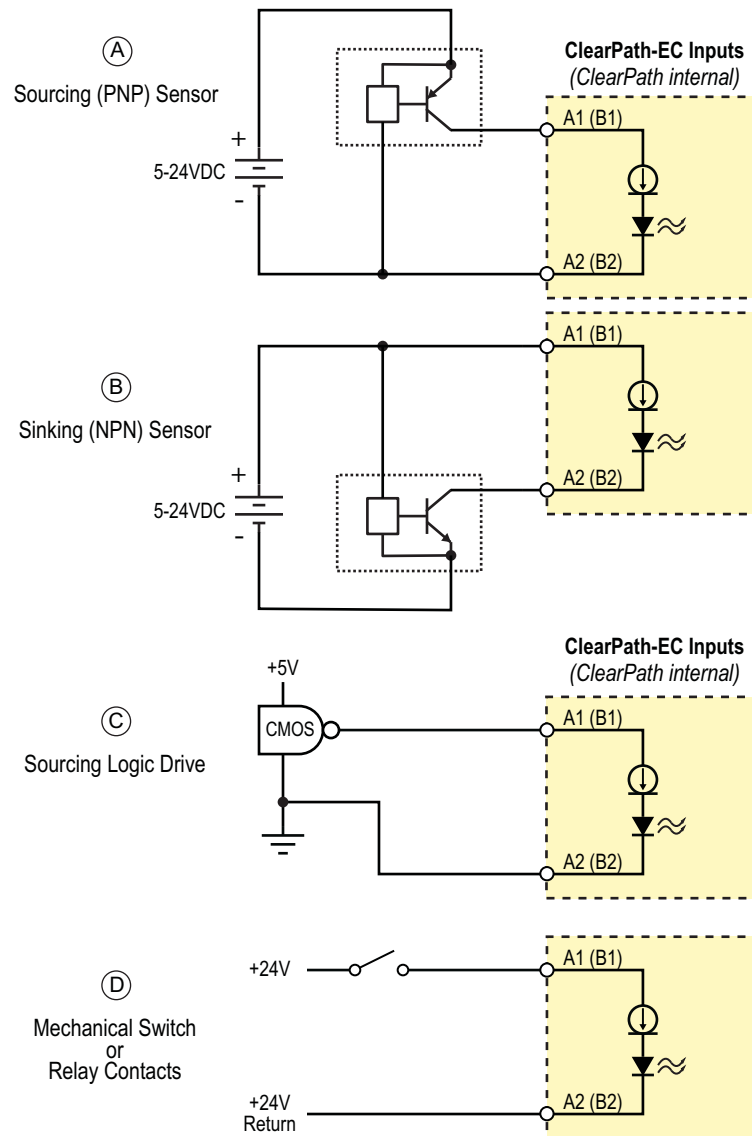 A
Sourcing (PNP) Sensor
+
5-24VDC
-
ClearPath-EC Inputs
(ClearPath internal)
A1 (B1)
A2 (B2)
B
Sinking (NPN) Sensor
+
5-24VDC
-
A1 (B1)
A2 (B2)
C
Sourcing Logic Drive
+5V
CMOS
ClearPath-EC Inputs
(ClearPath internal)
A1 (B1)
A2 (B2)
D
Mechanical Switch
or
Relay Contacts
+24V
+24V
Return
A1 (B1)
A2 (B2)